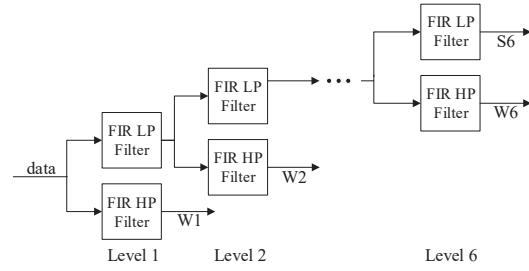 FIR LP
Filter
S6
FIR LP
Filter
FIR HP
Filter
W6
FIR LP
Filter
FIR HP
Filter
W2
data
FIR HP
Filter
W1
Level 1
Level 2
Level 6